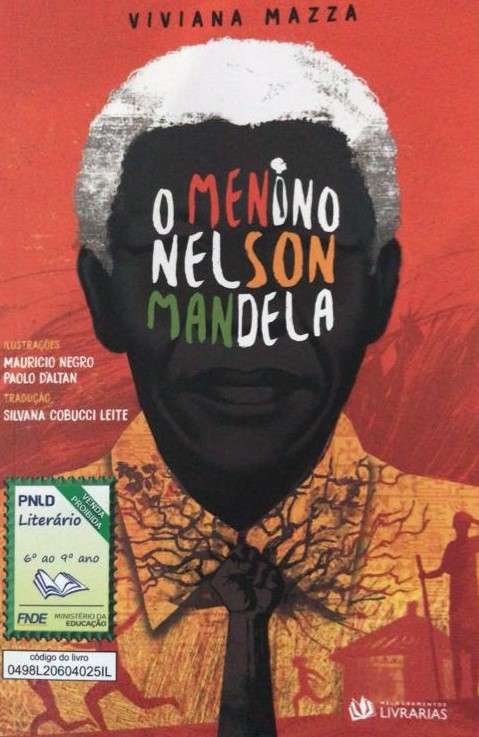 VIVIANA MAZZA
O MENINO
NELSON
MANDELA
ILUSTRAÇÕES
MAURICIO NEGRO
PAOLO D'ALTAN
TRADUÇÃO
SILVANA COBUCCI LEITE
PNLD
Literário
VENDA
PROIBIDA
6º ao 9º ano
FNDE
MINISTÉRIO DA
EDUCAÇÃO
código do livro
0498L20604025IL
MELHORAMENTOS
LIVRARIAS